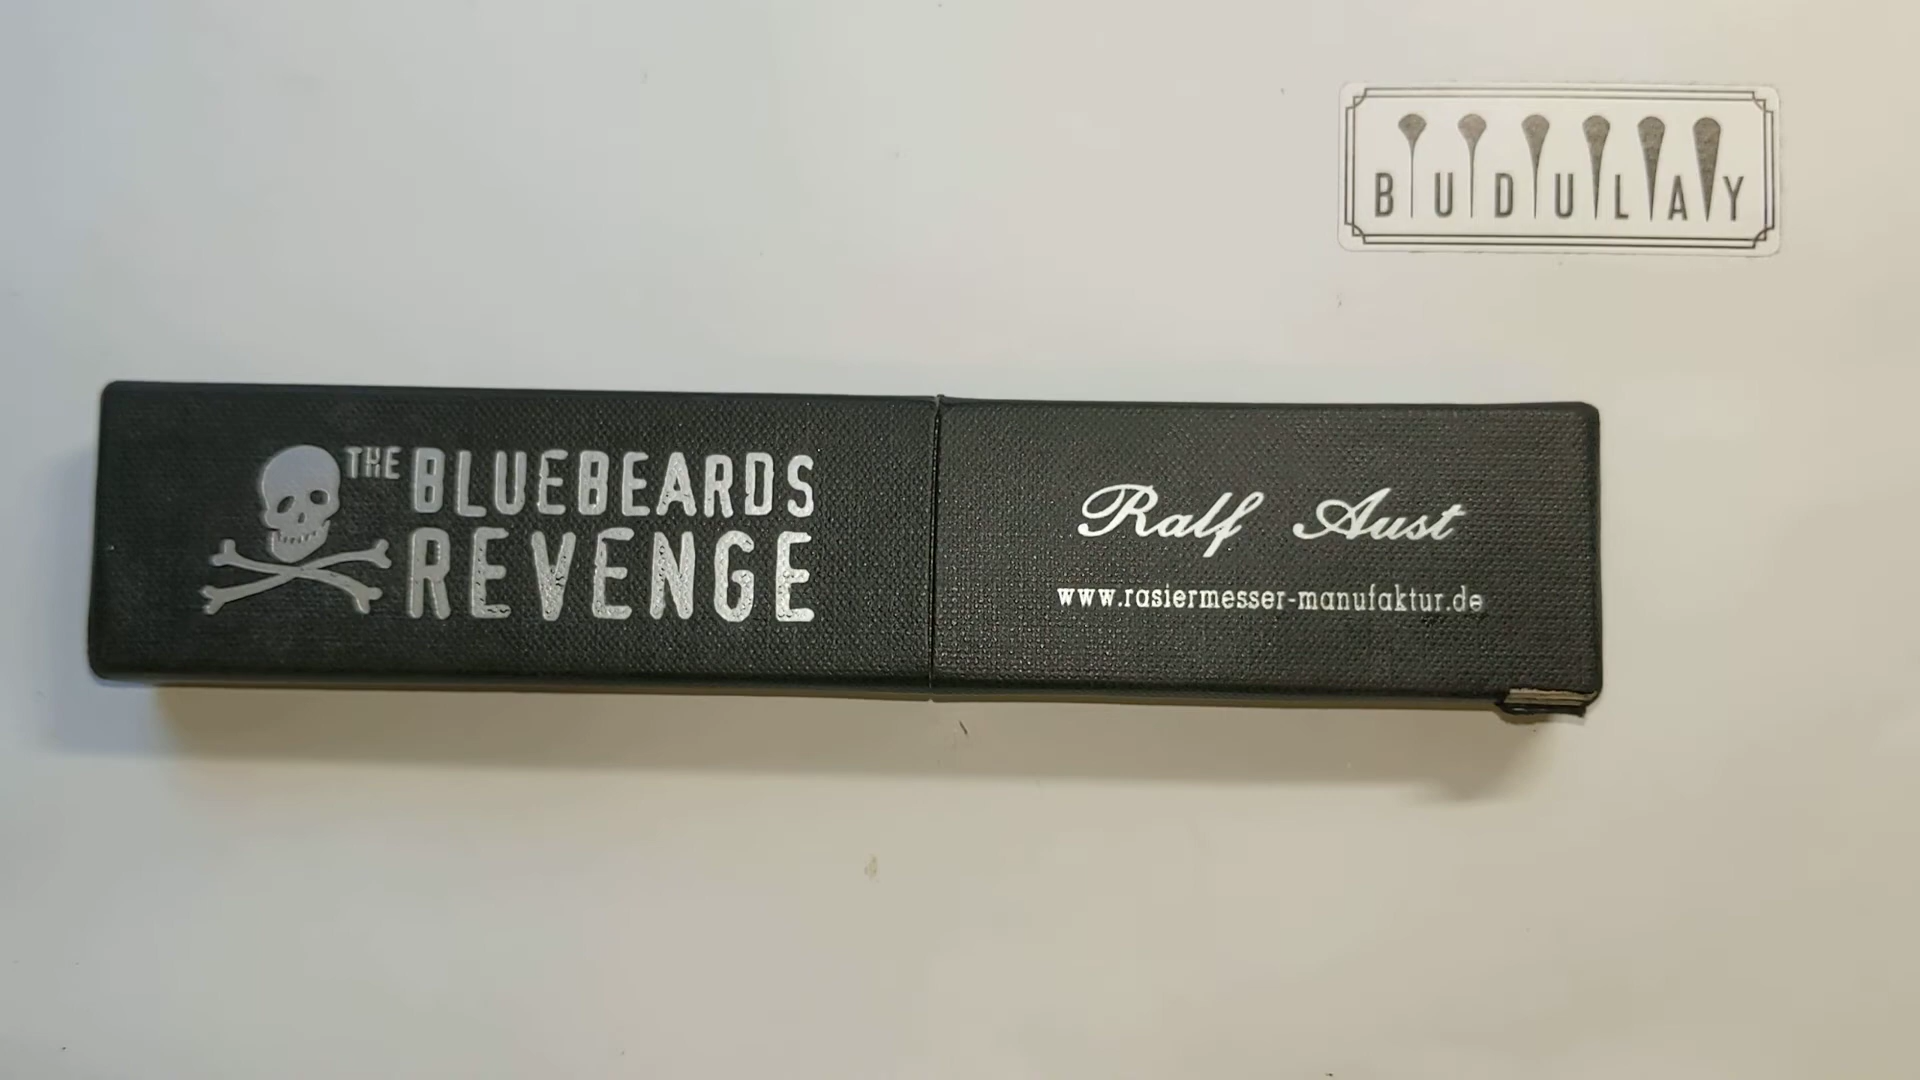 BUDULAY
THE BLUEBEARDS
REVENGE
Ralf Aust
www.rasiermesser-manufaktur.de